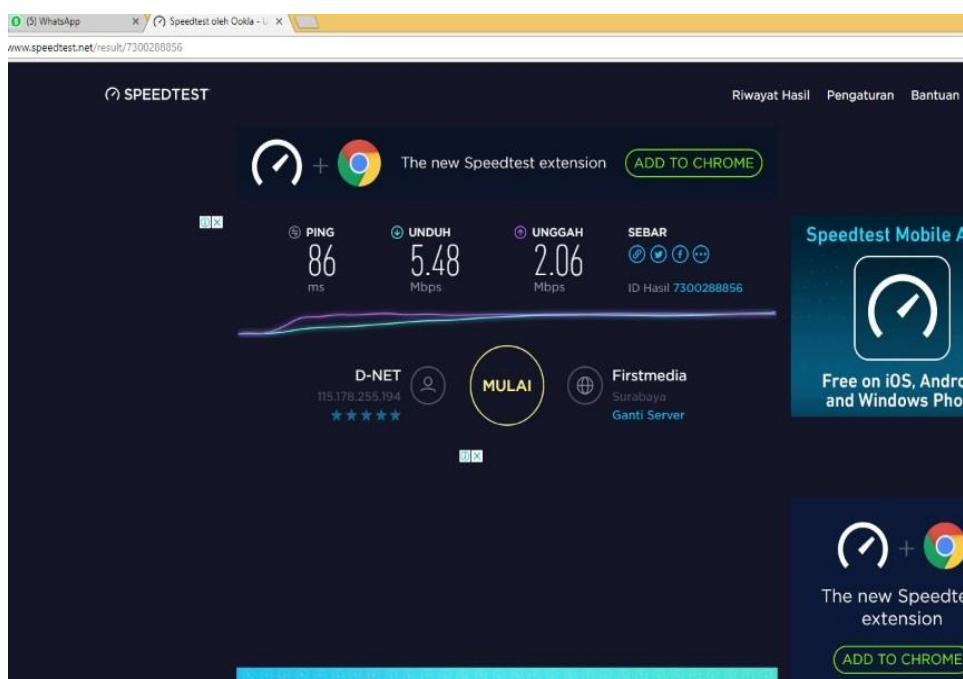 (5) WhatsApp
Speedtest oleh Ookla - U
www.speedtest.net/result/7300288856
SPEEDTEST
Riwayat Hasil Pengaturan Bantuan
The new Speedtest extension ADD TO CHROME
PING
86
ms
UNDUH
5.48
Mbps
UNGGAH
2.06
Mbps
SEBAR
ID Hasil 7300288856
D-NET
115.178.255.194
MULAI
Firstmedia
Surabaya
Ganti Server
Speedtest Mobile A
Free on iOS, Andro
and Windows Pho
The new Speedte
extension
ADD TO CHROME